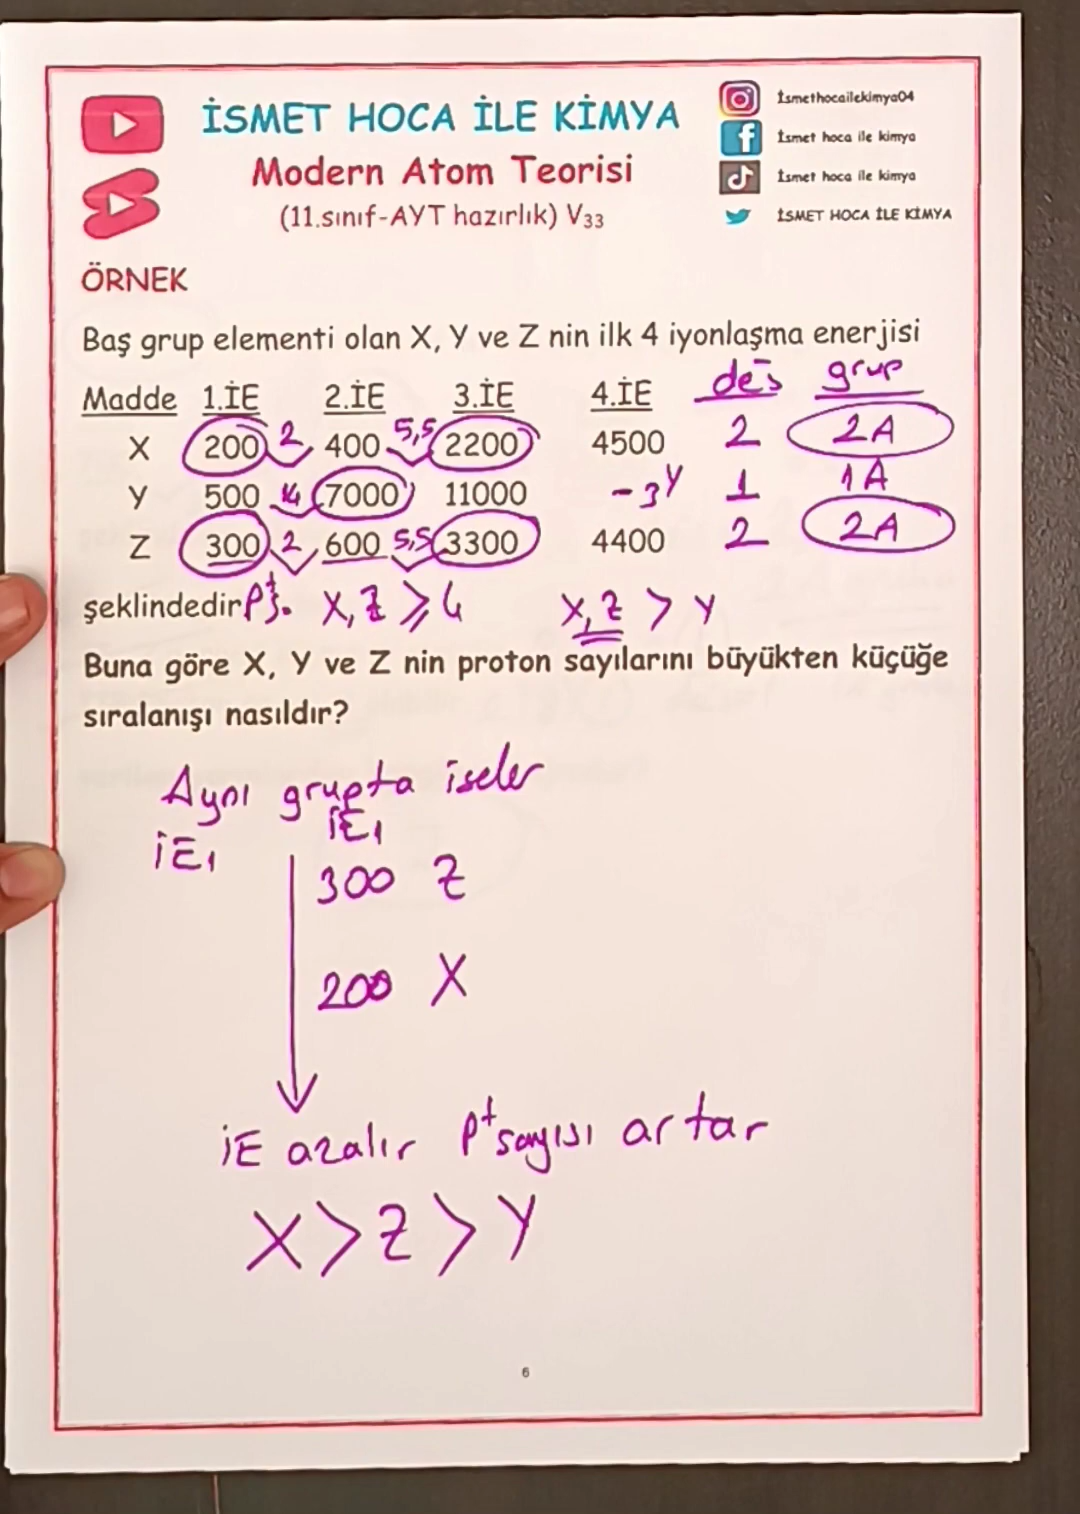 İSMET HOCA İLE KİMYA
Modern Atom Teorisi
(11.sınıf-AYT hazırlık) V33
İsmethocailekimya04
İsmet hoca ile kimya
İsmet hoca ile kimya
İSMET HOCA İLE KİMYA
ÖRNEK
Baş grup elementi olan X, Y ve Z nin ilk 4 iyonlaşma enerjisi
Madde 1.İE 2.İE 3.İE 4.İE des grup
X 200 2 400 5,5 2200 4500 2 2A
Y 500 14 7000 11000 -3Y 1 1A
Z 300 2 600 5,5 3300 4400 2 2A
şeklindedir. P+ X, Z ≥ 4 X, Z > Y
Buna göre X, Y ve Z nin proton sayılarını büyükten küçüğe
sıralanışı nasıldır?
Aynı grupta iseler
İE1 İE1
300 Z
200 X
İE azalır P+ sayısı artar
X > Z > Y
6